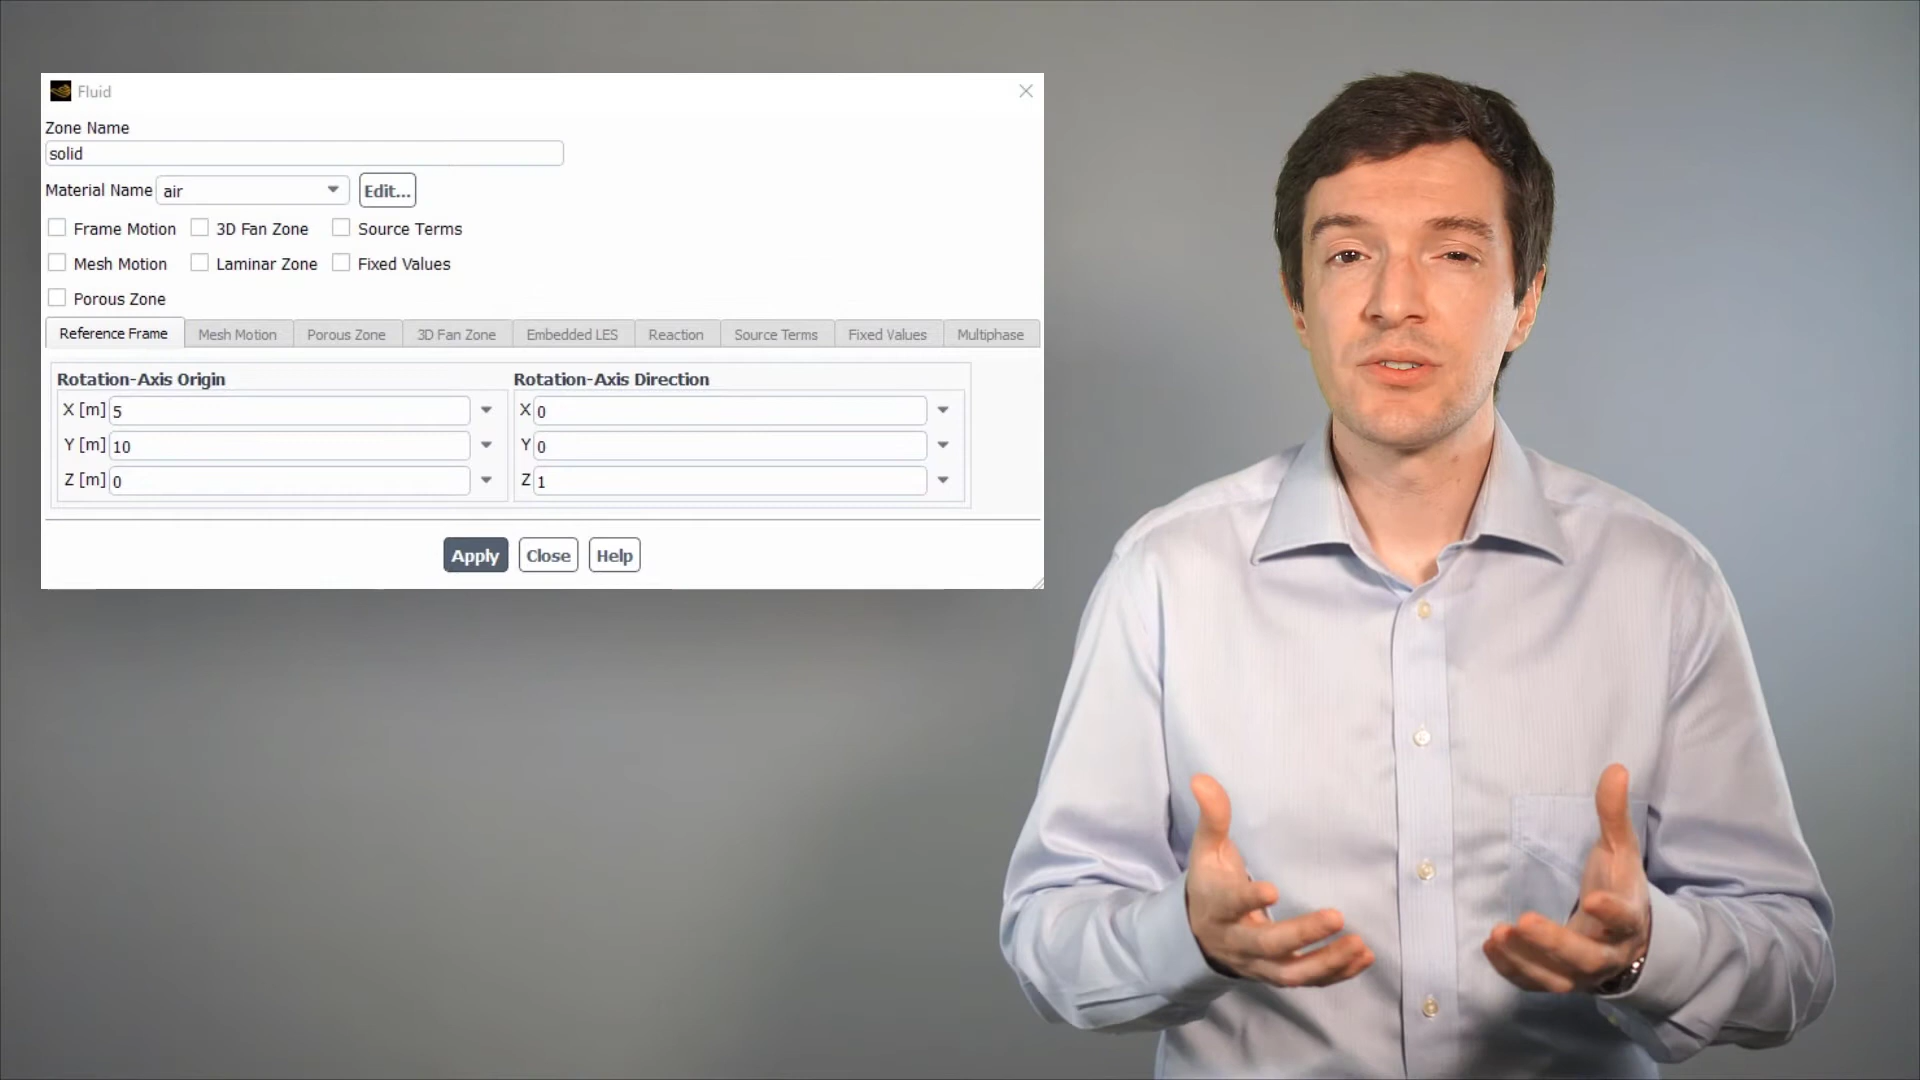 Fluid
Zone Name
solid
Material Name air Edit...
Frame Motion 3D Fan Zone Source Terms
Mesh Motion Laminar Zone Fixed Values
Porous Zone
Reference Frame Mesh Motion Porous Zone 3D Fan Zone Embedded LES Reaction Source Terms Fixed Values Multiphase
Rotation-Axis Origin Rotation-Axis Direction
X [m] 5 X 0
Y [m] 10 Y 0
Z [m] 0 Z 1
Apply Close Help